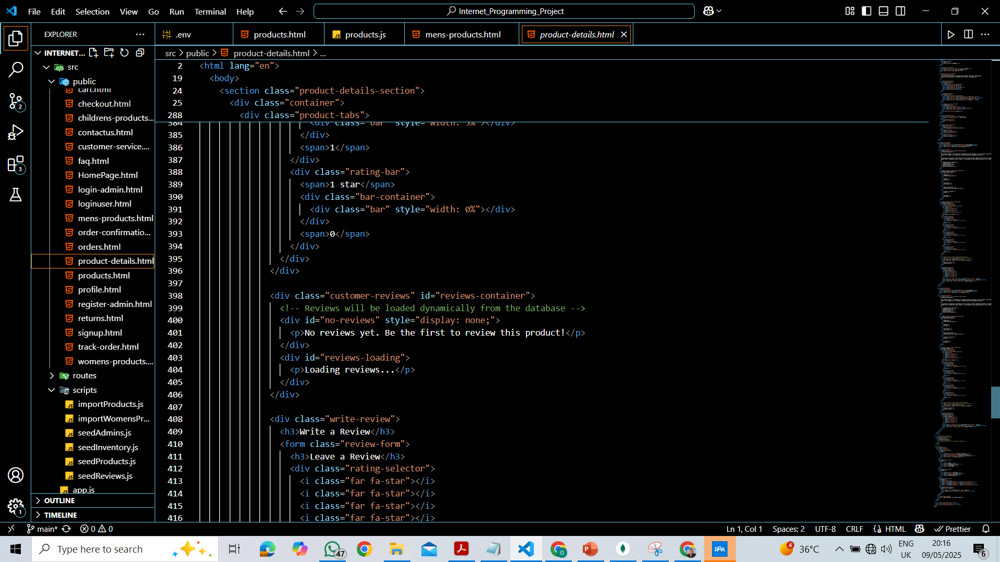 File Edit Selection View Go Run Terminal Help
Internet_Programming_Project
EXPLORER
.env
products.html
products.js
mens-products.html
product-details.html
INTERNET...
src > public > product-details.html > ...
src
public
cart.html
checkout.html
childrens-products...
contactus.html
customer-service....
faq.html
HomePage.html
login-admin.html
loginuser.html
mens-products.html
order-confirmatio...
orders.html
product-details.html
products.html
profile.html
register-admin.html
returns.html
signup.html
track-order.html
womens-products....
routes
scripts
importProducts.js
importWomensPr...
seedAdmins.js
seedInventory.js
seedProducts.js
seedReviews.js
app.js
OUTLINE
TIMELINE
2 <html lang="en">
19 <body>
24 <section class="product-details-section">
25 <div class="container">
288 <div class="product-tabs">
384 <div class="bar" style="width: 5%"></div>
385 </div>
386 <span>1</span>
387 </div>
388 <div class="rating-bar">
389 <span>1 star</span>
390 <div class="bar-container">
391 <div class="bar" style="width: 0%"></div>
392 </div>
393 <span>0</span>
394 </div>
395 </div>
396 </div>
397
398 <div class="customer-reviews" id="reviews-container">
399 <!-- Reviews will be loaded dynamically from the database -->
400 <div id="no-reviews" style="display: none;">
401 <p>No reviews yet. Be the first to review this product!</p>
402 </div>
403 <div id="reviews-loading">
404 <p>Loading reviews...</p>
405 </div>
406 </div>
407
408 <div class="write-review">
409 <h3>Write a Review</h3>
410 <form class="review-form">
411 <h3>Leave a Review</h3>
412 <div class="rating-selector">
413 <i class="far fa-star"></i>
414 <i class="far fa-star"></i>
415 <i class="far fa-star"></i>
416 <i class="far fa-star"></i>
2
3
1
main* 0 0
Ln 1, Col 1 Spaces: 2 UTF-8 CRLF HTML Prettier
Type here to search
47
4
36°C
ENG
UK
20:16
09/05/2025
6